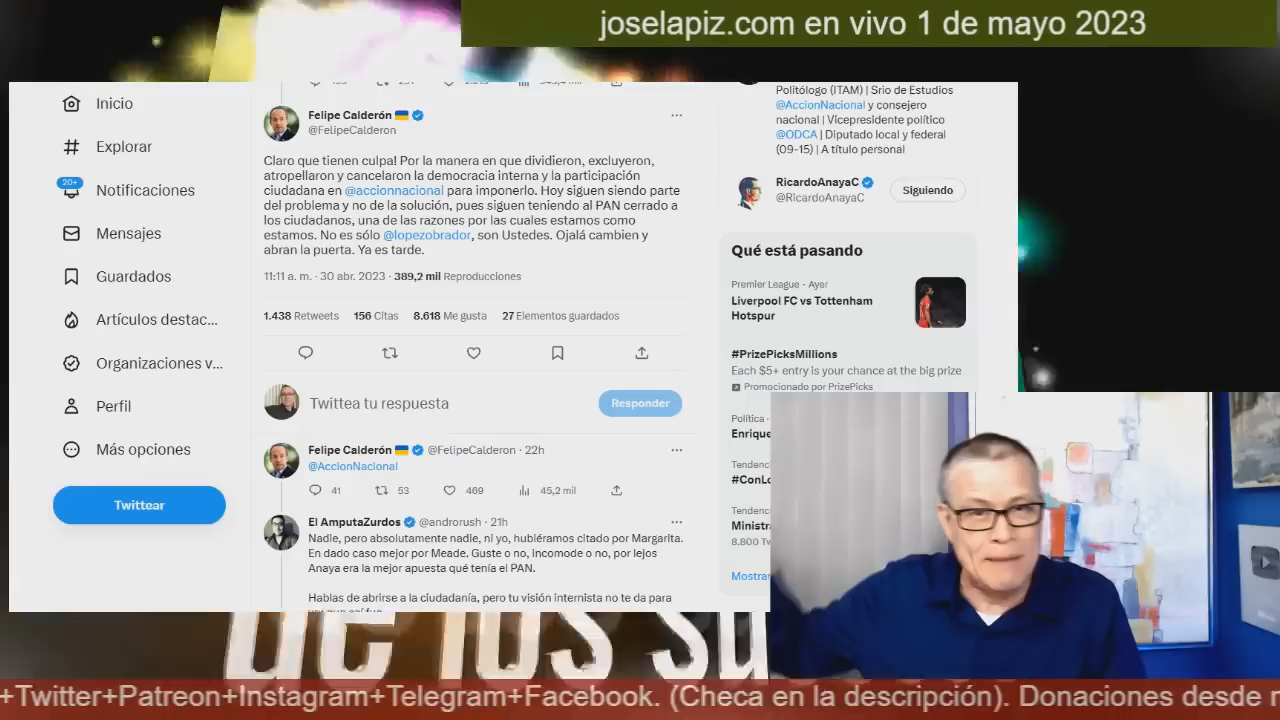 joselapiz.com en vivo 1 de mayo 2023
Inicio
Explorar
20+
Notificaciones
Mensajes
Guardados
Artículos destac...
Organizaciones v...
Perfil
Más opciones
Twittear
Felipe Calderón
@FelipeCalderon
Claro que tienen culpa! Por la manera en que dividieron, excluyeron,
atropellaron y cancelaron la democracia interna y la participación
ciudadana en @accionnacional para imponerlo. Hoy siguen siendo parte
del problema y no de la solución, pues siguen teniendo al PAN cerrado a
los ciudadanos, una de las razones por las cuales estamos como
estamos. No es sólo @lopezobrador, son Ustedes. Ojalá cambien y
abran la puerta. Ya es tarde.
11:11 a. m. · 30 abr. 2023 · 389,2 mil Reproducciones
1.438 Retweets 156 Citas 8.618 Me gusta 27 Elementos guardados
Twittea tu respuesta
Responder
Felipe Calderón @FelipeCalderon · 22h
@AccionNacional
41 53 469 45,2 mil
El AmputaZurdos @androrush · 21h
Nadie, pero absolutamente nadie, ni yo, hubiéramos citado por Margarita.
En dado caso mejor por Meade. Guste o no, incomode o no, por lejos
Anaya era la mejor apuesta qué tenía el PAN.
Hablas de abrirse a la ciudadanía, pero tu visión internista no te da para
Politólogo (ITAM) | Srio de Estudios
@AccionNacional y consejero
nacional | Vicepresidente político
@ODCA | Diputado local y federal
(09-15) | A título personal
RicardoAnayaC
@RicardoAnayaC
Siguiendo
Qué está pasando
Premier League · Ayer
Liverpool FC vs Tottenham
Hotspur
#PrizePicksMillions
Each $5+ entry is your chance at the big prize
Promocionado por PrizePicks
Política ·
Enrique
Tendenc
#ConLo
Tendenc
Ministra
8.800 Tw
Mostrar
de los su
+Twitter+Patreon+Instagram+Telegram+Facebook. (Checa en la descripción). Donaciones desde